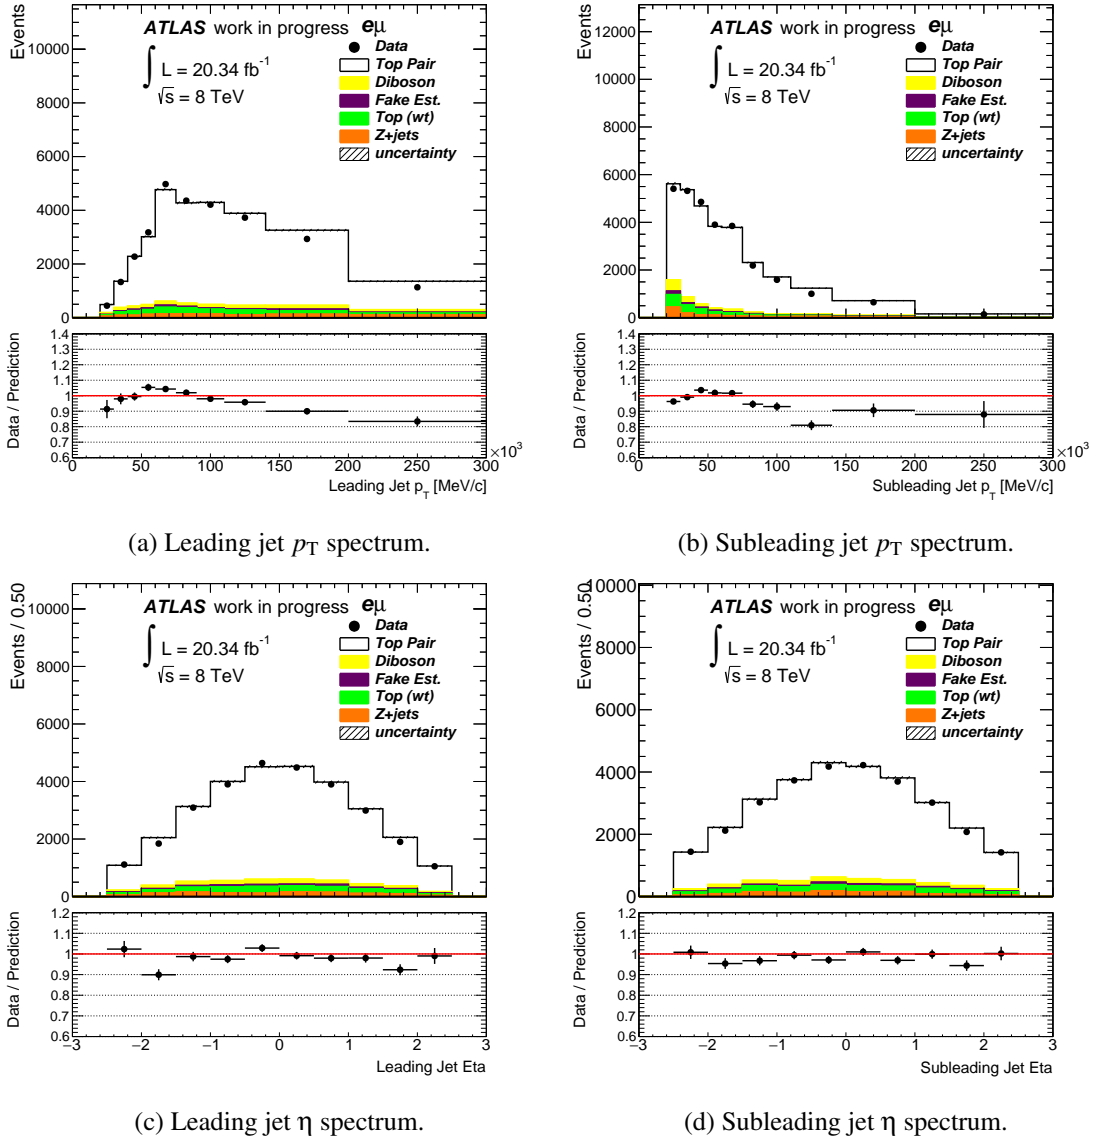 Events
ATLAS work in progress eμ
∫ L = 20.34 fb⁻¹
√s = 8 TeV
Data
Top Pair
Diboson
Fake Est.
Top (wt)
Z+jets
uncertainty
10000
8000
6000
4000
2000
0
Data / Prediction
1.4
1.3
1.2
1.1
1
0.9
0.8
0.7
0.6
0 50 100 150 200 250 300
×10³
Leading Jet p_T [MeV/c]
(a) Leading jet p_T spectrum.
Events
ATLAS work in progress eμ
∫ L = 20.34 fb⁻¹
√s = 8 TeV
Data
Top Pair
Diboson
Fake Est.
Top (wt)
Z+jets
uncertainty
12000
10000
8000
6000
4000
2000
0
Data / Prediction
1.4
1.3
1.2
1.1
1
0.9
0.8
0.7
0.6
0 50 100 150 200 250 300
×10³
Subleading Jet p_T [MeV/c]
(b) Subleading jet p_T spectrum.
Events / 0.50
ATLAS work in progress eμ
∫ L = 20.34 fb⁻¹
√s = 8 TeV
Data
Top Pair
Diboson
Fake Est.
Top (wt)
Z+jets
uncertainty
10000
8000
6000
4000
2000
0
Data / Prediction
1.2
1.1
1
0.9
0.8
0.7
0.6
−3 −2 −1 0 1 2 3
Leading Jet Eta
(c) Leading jet η spectrum.
Events / 0.50
ATLAS work in progress eμ
∫ L = 20.34 fb⁻¹
√s = 8 TeV
Data
Top Pair
Diboson
Fake Est.
Top (wt)
Z+jets
uncertainty
10000
8000
6000
4000
2000
0
Data / Prediction
1.2
1.1
1
0.9
0.8
0.7
0.6
−3 −2 −1 0 1 2 3
Subleading Jet Eta
(d) Subleading jet η spectrum.